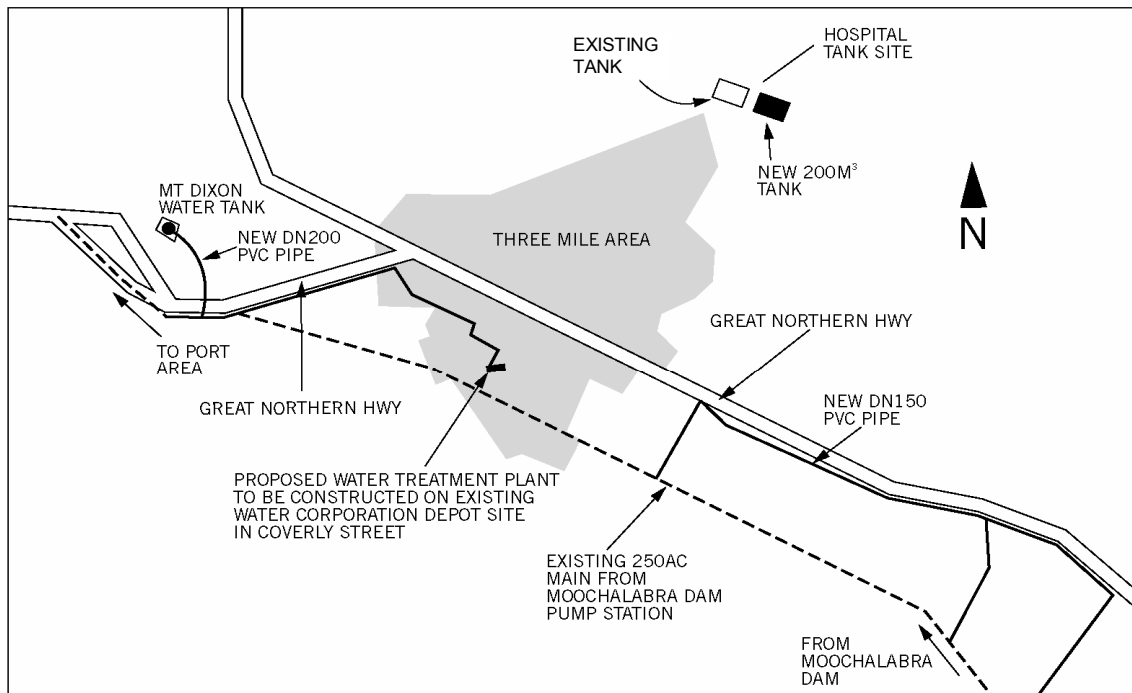 HOSPITAL
TANK SITE
EXISTING
TANK
NEW 200M³
TANK
N
MT DIXON
WATER TANK
NEW DN200
PVC PIPE
THREE MILE AREA
TO PORT
AREA
GREAT NORTHERN HWY
GREAT NORTHERN HWY
NEW DN150
PVC PIPE
PROPOSED WATER TREATMENT PLANT
TO BE CONSTRUCTED ON EXISTING
WATER CORPORATION DEPOT SITE
IN COVERLY STREET
EXISTING 250AC
MAIN FROM
MOOCHALABRA DAM
PUMP STATION
FROM
MOOCHALABRA
DAM